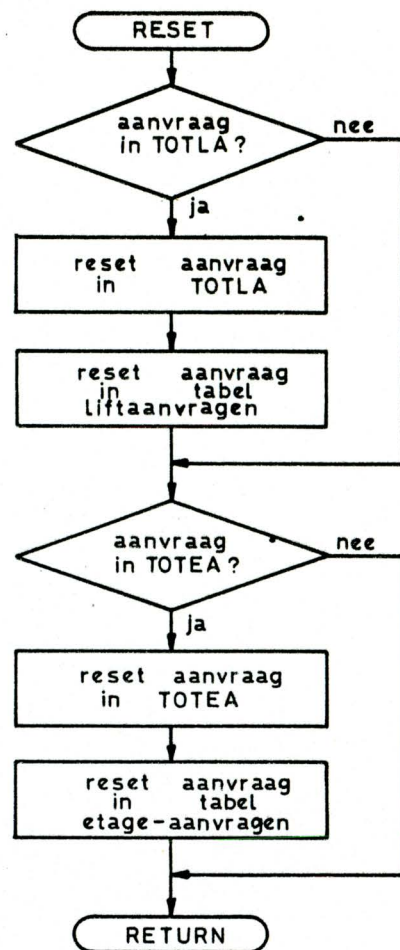 RESET
aanvraag
in TOTLA?
nee
ja
reset aanvraag
in TOTLA
reset aanvraag
in tabel
liftaanvragen
aanvraag
in TOTEA?
nee
ja
reset aanvraag
in TOTEA
reset aanvraag
in tabel
etage-aanvragen
RETURN